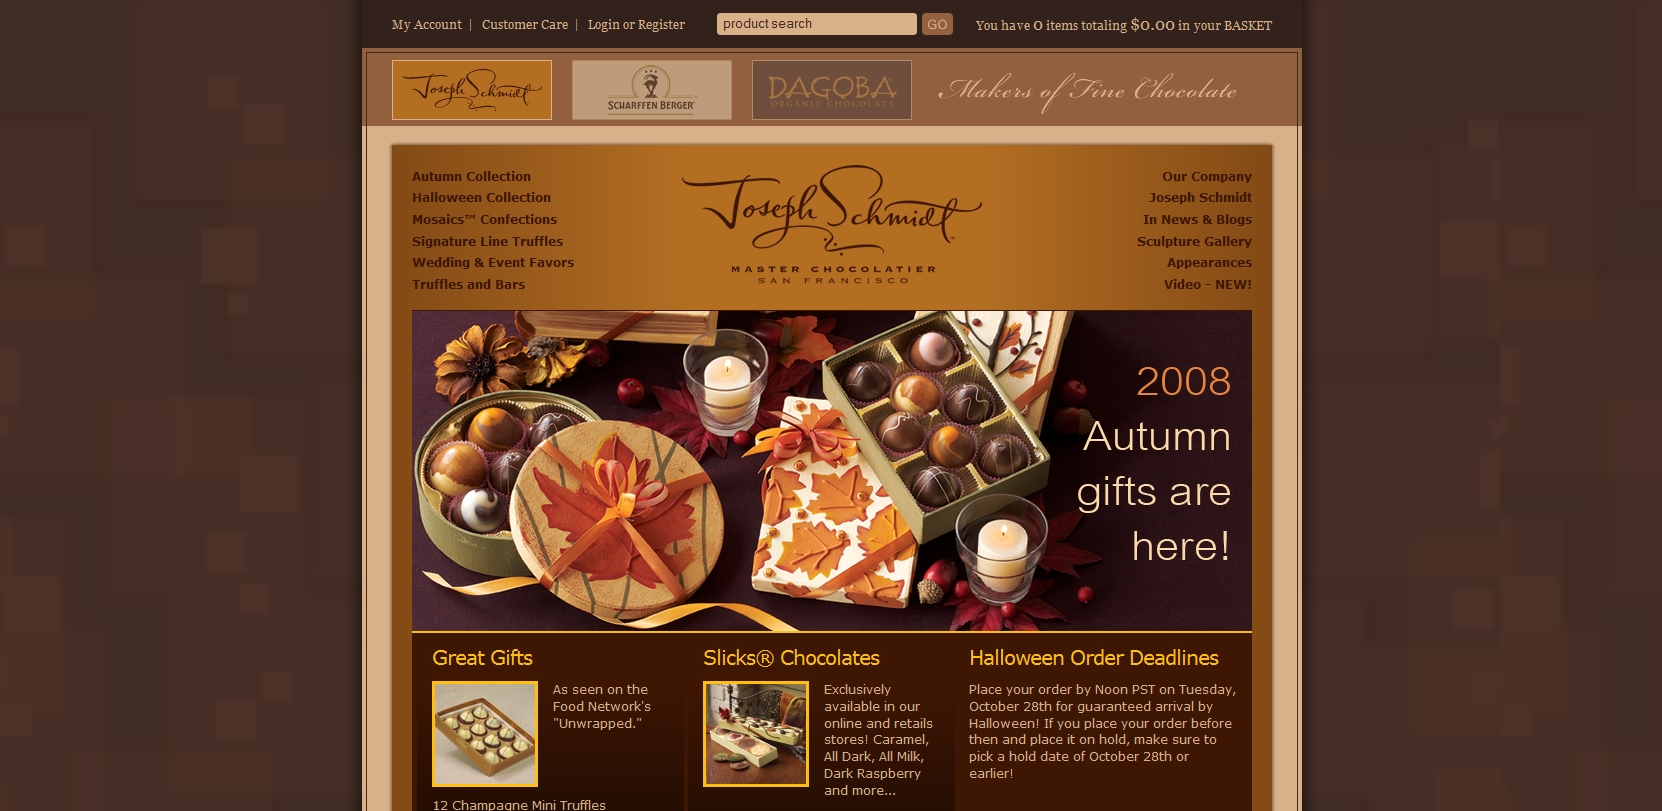 My Account | Customer Care | Login or Register
product search
GO
You have 0 items totaling $0.00 in your BASKET
Joseph Schmidt
SCHARFFEN BERGER
DAGOBA
ORGANIC CHOCOLATE
Makers of Fine Chocolate
Autumn Collection
Halloween Collection
Mosaics™ Confections
Signature Line Truffles
Wedding & Event Favors
Truffles and Bars
Joseph Schmidt™
MASTER CHOCOLATIER
SAN FRANCISCO
Our Company
Joseph Schmidt
In News & Blogs
Sculpture Gallery
Appearances
Video - NEW!
2008
Autumn
gifts are
here!
Great Gifts
As seen on the
Food Network's
"Unwrapped."
12 Champagne Mini Truffles
Slicks® Chocolates
Exclusively
available in our
online and retails
stores! Caramel,
All Dark, All Milk,
Dark Raspberry
and more...
Halloween Order Deadlines
Place your order by Noon PST on Tuesday,
October 28th for guaranteed arrival by
Halloween! If you place your order before
then and place it on hold, make sure to
pick a hold date of October 28th or
earlier!